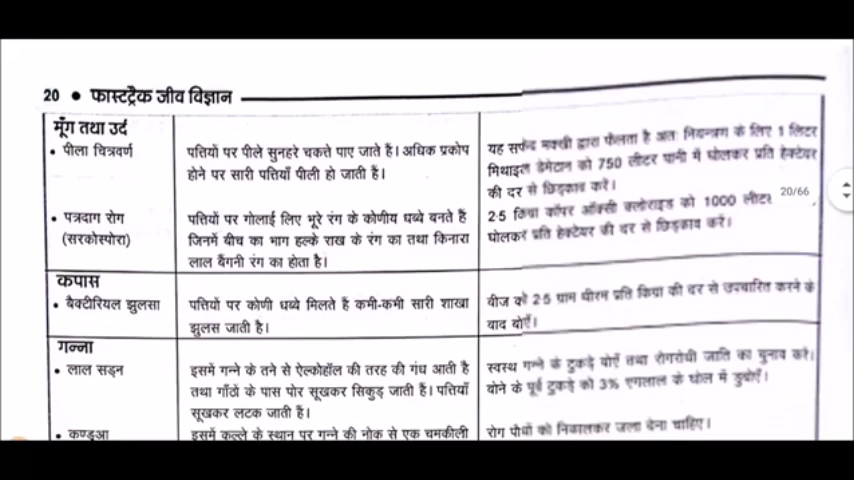 20 ● फास्टट्रैक जीव विज्ञान
मूँग तथा उर्द
• पीला चित्रवर्ण
पत्तियों पर पीले सुनहरे चकत्ते पाए जाते हैं। अधिक प्रकोप
होने पर सारी पत्तियाँ पीली हो जाती हैं।
यह सफेद मक्खी द्वारा फैलता है अतः नियन्त्रण के लिए 1 लिटर
मिथाइल डेमेटान को 750 लीटर पानी में घोलकर प्रति हेक्टेयर
की दर से छिड़काव करें।
• पत्रदाग रोग
(सरकोस्पोरा)
पत्तियों पर गोलाई लिए भूरे रंग के कोणीय धब्बे बनते हैं
जिनमें बीच का भाग हल्के राख के रंग का तथा किनारा
लाल बैंगनी रंग का होता है।
2·5 किग्रा कॉपर ऑक्सी क्लोराइड को 1000 लीटर
घोलकर प्रति हेक्टेयर की दर से छिड़काव करें।
20/66
कपास
• बैक्टीरियल झुलसा
पत्तियों पर कोणी धब्बे मिलते हैं कभी-कभी सारी शाखा
झुलस जाती है।
बीज को 2·5 ग्राम थीरम प्रति किग्रा की दर से उपचारित करने के
बाद बोएँ।
गन्ना
• लाल सड़न
इसमें गन्ने के तने से ऐल्कोहॉल की तरह की गंध आती है
तथा गाँठों के पास पोर सूखकर सिकुड़ जाती हैं। पत्तियाँ
सूखकर लटक जाती हैं।
स्वस्थ गन्ने के टुकड़े बोएँ तथा रोगरोधी जाति का चुनाव करें।
बोने के पूर्व टुकड़े को 3% एगलाल के घोल में डुबोएँ।
• कण्डुआ
इसमें कल्ले के स्थान पर गन्ने की नोक से एक चमकीली
रोग पौधों को निकालकर जला देना चाहिए।